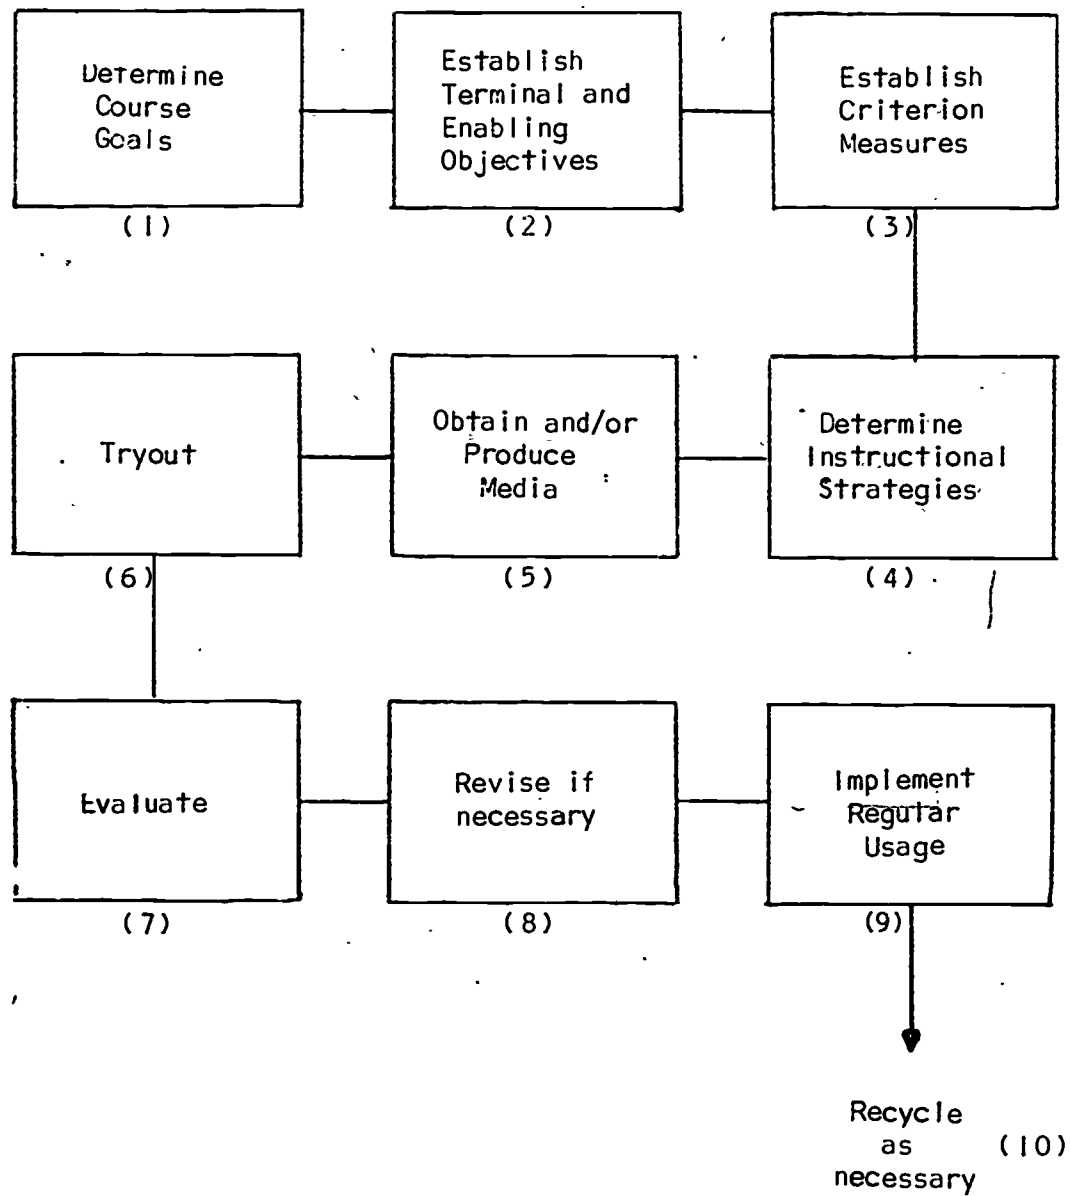 Determine
Course
Goals
(1)
Establish
Terminal and
Enabling
Objectives
(2)
Establish
Criterion
Measures
(3)
Tryout
(6)
Obtain and/or
Produce
Media
(5)
Determine
Instructional
Strategies
(4)
Evaluate
(7)
Revise if
necessary
(8)
Implement
Regular
Usage
(9)
Recycle
as (10)
necessary